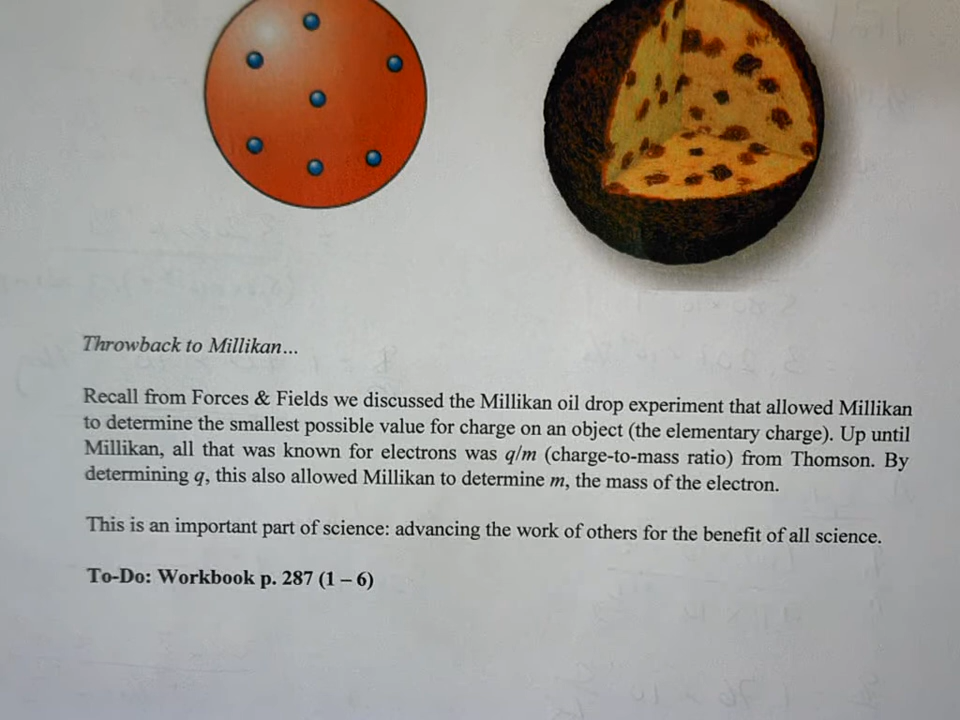 Throwback to Millikan...
Recall from Forces & Fields we discussed the Millikan oil drop experiment that allowed Millikan
to determine the smallest possible value for charge on an object (the elementary charge). Up until
Millikan, all that was known for electrons was q/m (charge-to-mass ratio) from Thomson. By
determining q, this also allowed Millikan to determine m, the mass of the electron.
This is an important part of science: advancing the work of others for the benefit of all science.
To-Do: Workbook p. 287 (1 – 6)